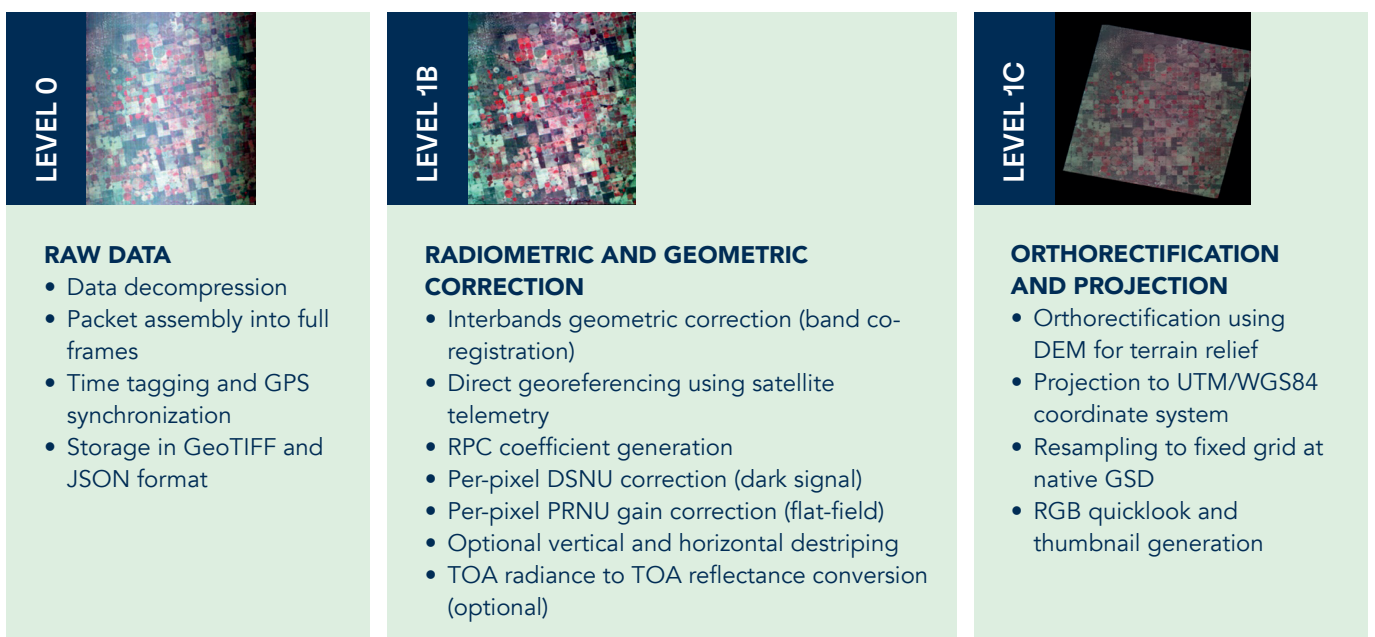 LEVEL 0
RAW DATA
• Data decompression
• Packet assembly into full
frames
• Time tagging and GPS
synchronization
• Storage in GeoTIFF and
JSON format
LEVEL 1B
RADIOMETRIC AND GEOMETRIC
CORRECTION
• Interbands geometric correction (band co-
registration)
• Direct georeferencing using satellite
telemetry
• RPC coefficient generation
• Per-pixel DSNU correction (dark signal)
• Per-pixel PRNU gain correction (flat-field)
• Optional vertical and horizontal destriping
• TOA radiance to TOA reflectance conversion
(optional)
LEVEL 1C
ORTHORECTIFICATION
AND PROJECTION
• Orthorectification using
DEM for terrain relief
• Projection to UTM/WGS84
coordinate system
• Resampling to fixed grid at
native GSD
• RGB quicklook and
thumbnail generation